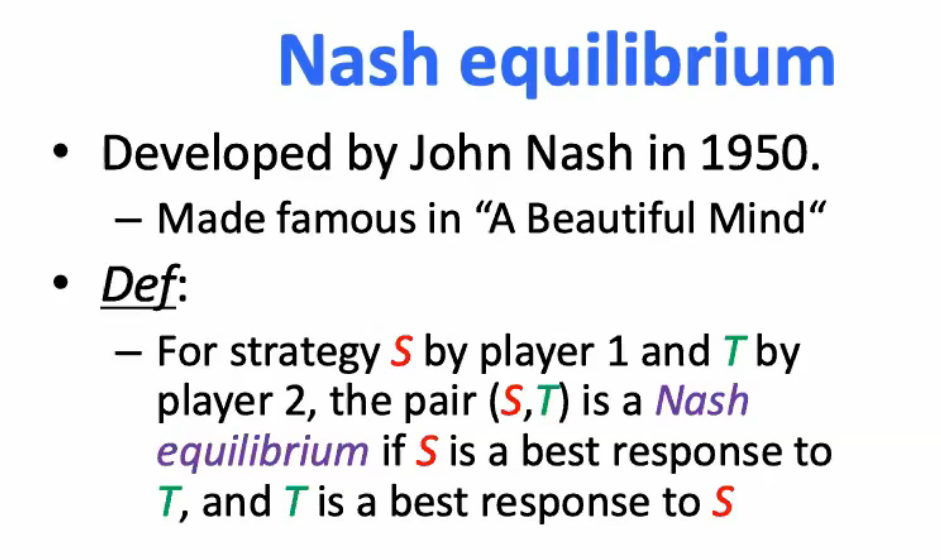 Nash equilibrium
• Developed by John Nash in 1950.
– Made famous in “A Beautiful Mind“
• Def:
– For strategy S by player 1 and T by
player 2, the pair (S,T) is a Nash
equilibrium if S is a best response to
T, and T is a best response to S